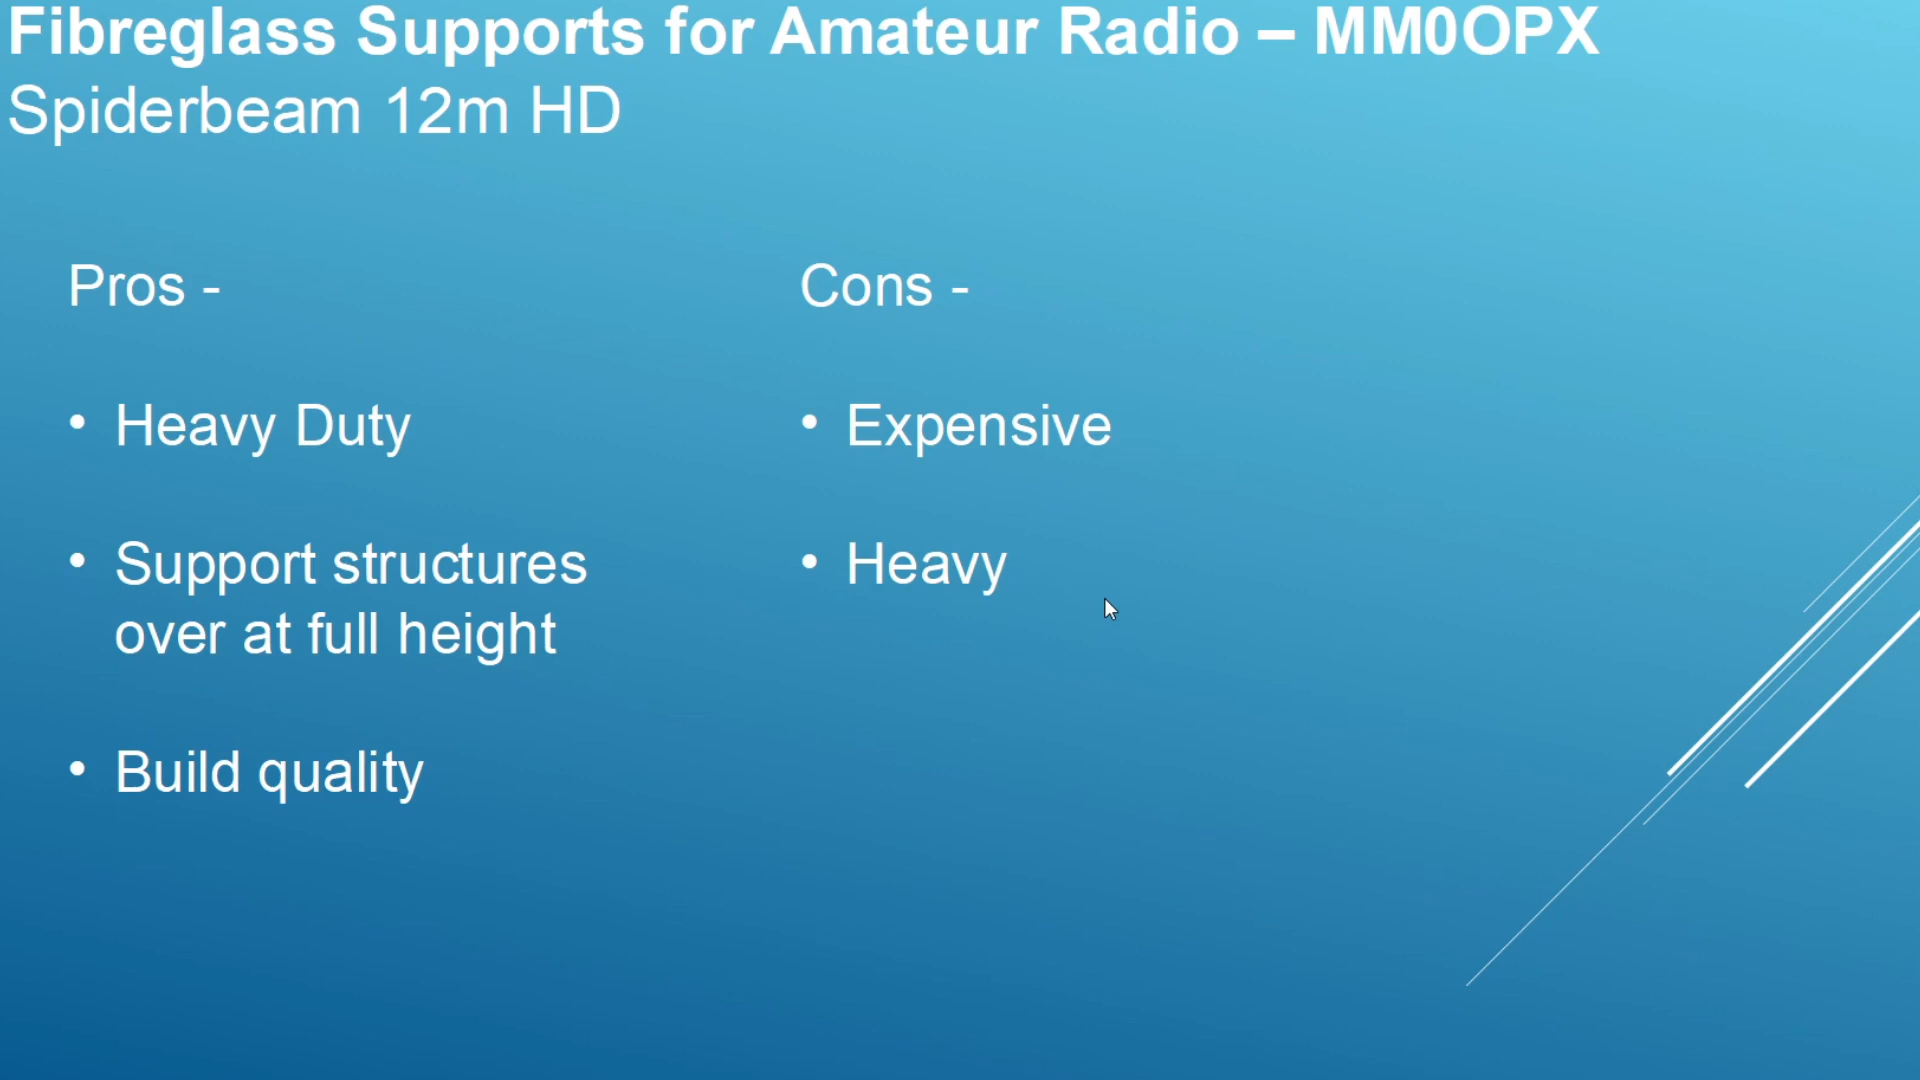 Fibreglass Supports for Amateur Radio – MM0OPX
Spiderbeam 12m HD
Pros -
• Heavy Duty
• Support structures
over at full height
• Build quality
Cons -
• Expensive
• Heavy